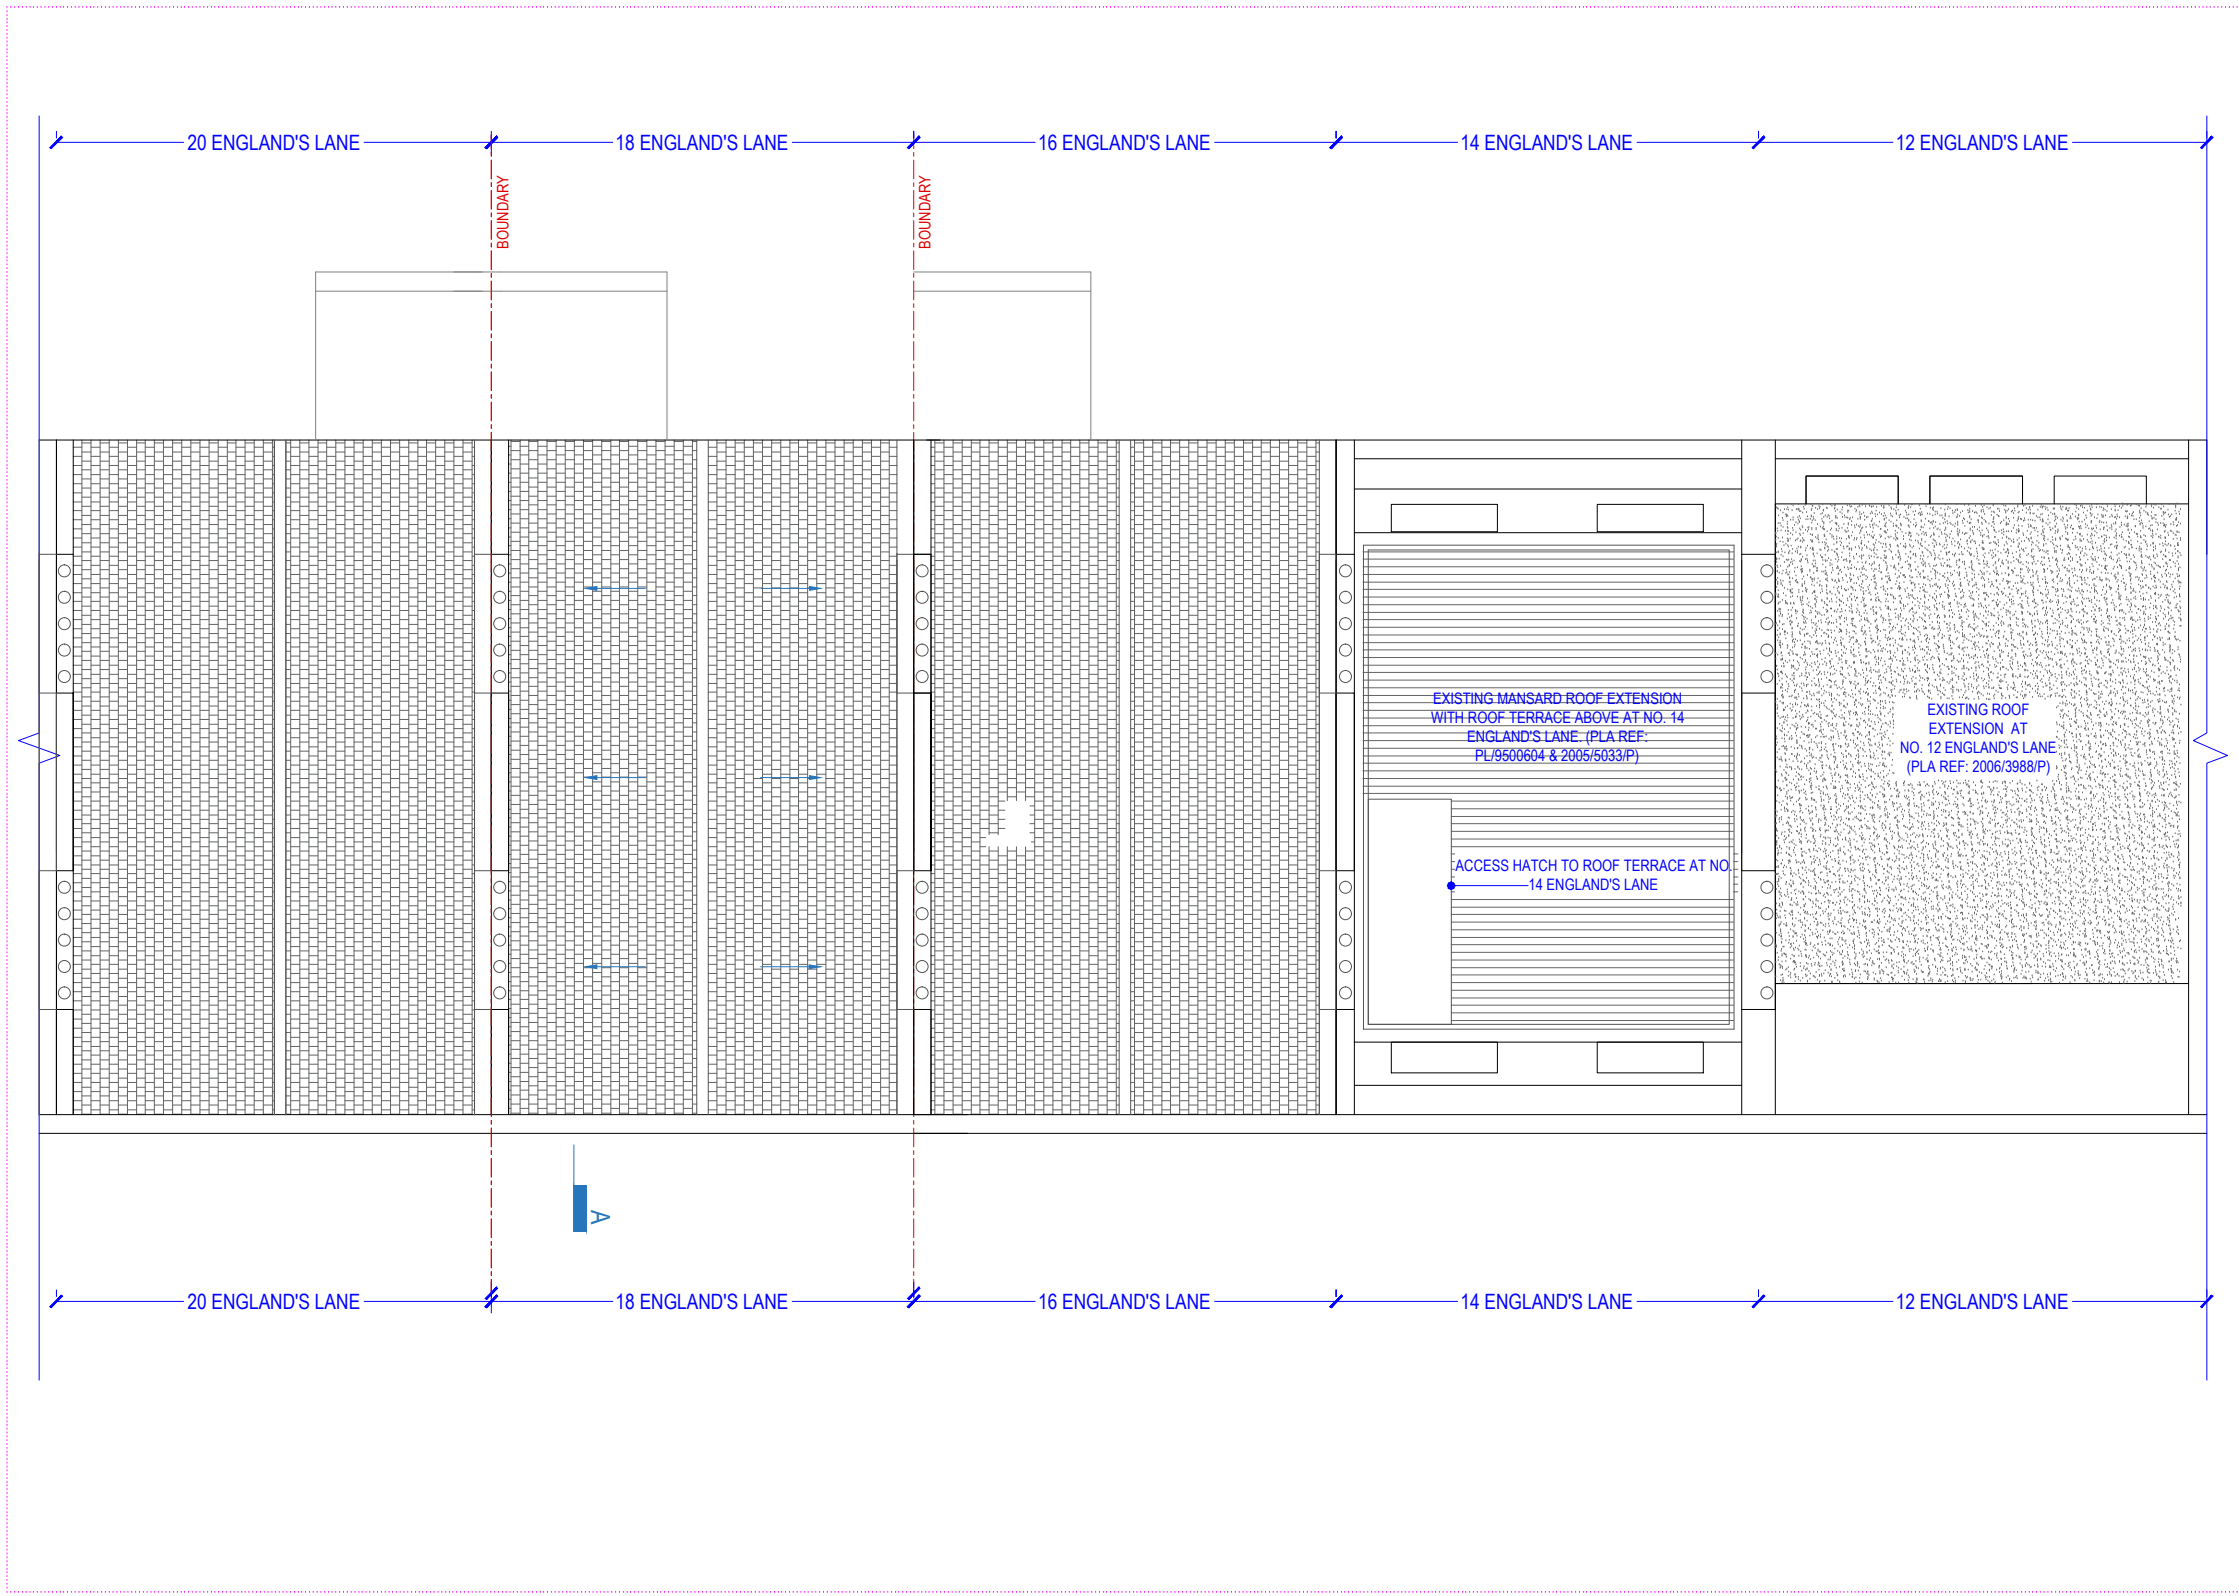 20 ENGLAND'S LANE
18 ENGLAND'S LANE
16 ENGLAND'S LANE
14 ENGLAND'S LANE
12 ENGLAND'S LANE
BOUNDARY
BOUNDARY
EXISTING MANSARD ROOF EXTENSION
WITH ROOF TERRACE ABOVE AT NO. 14
ENGLAND'S LANE. (PLA REF:
PL/9500604 & 2005/5033/P)
EXISTING ROOF
EXTENSION AT
NO. 12 ENGLAND'S LANE
(PLA REF: 2006/3988/P)
ACCESS HATCH TO ROOF TERRACE AT NO.
14 ENGLAND'S LANE
A
20 ENGLAND'S LANE
18 ENGLAND'S LANE
16 ENGLAND'S LANE
14 ENGLAND'S LANE
12 ENGLAND'S LANE